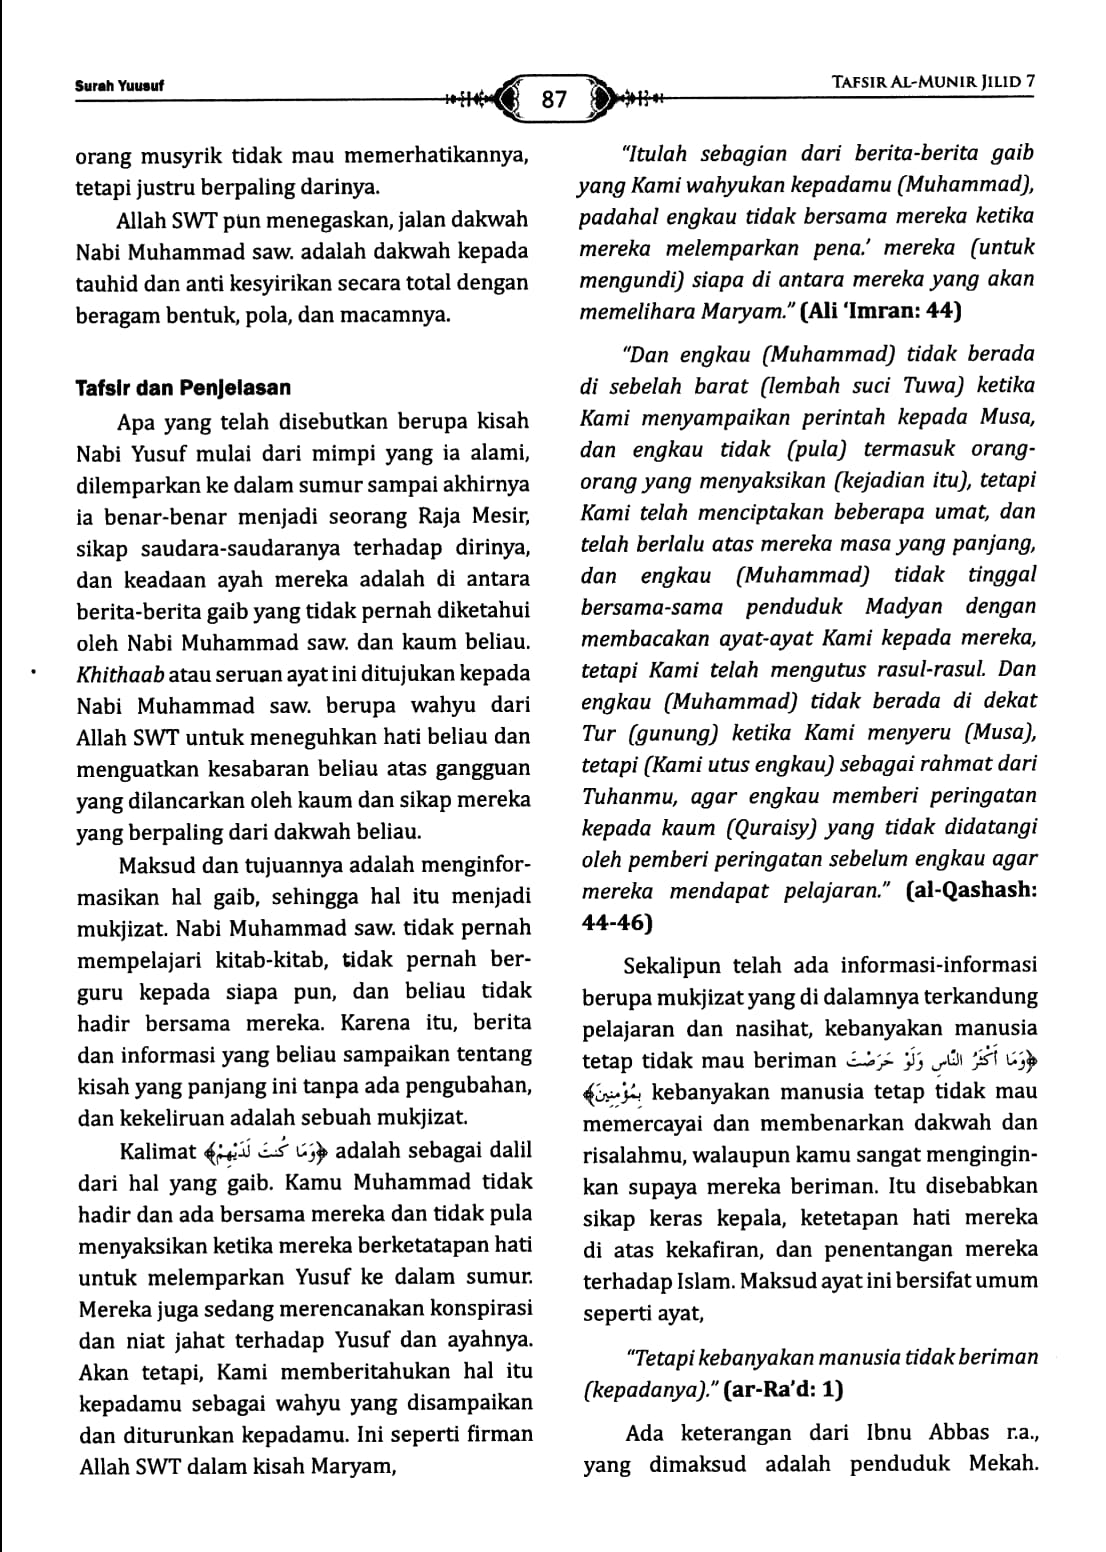 Surah Yuusuf
87
TAFSIR AL-MUNIR JILID 7
orang musyrik tidak mau memerhatikannya,
tetapi justru berpaling darinya.
Allah SWT pun menegaskan, jalan dakwah
Nabi Muhammad saw. adalah dakwah kepada
tauhid dan anti kesyirikan secara total dengan
beragam bentuk, pola, dan macamnya.
Tafsir dan Penjelasan
Apa yang telah disebutkan berupa kisah
Nabi Yusuf mulai dari mimpi yang ia alami,
dilemparkan ke dalam sumur sampai akhirnya
ia benar-benar menjadi seorang Raja Mesir,
sikap saudara-saudaranya terhadap dirinya,
dan keadaan ayah mereka adalah di antara
berita-berita gaib yang tidak pernah diketahui
oleh Nabi Muhammad saw. dan kaum beliau.
Khithaab atau seruan ayat ini ditujukan kepada
Nabi Muhammad saw. berupa wahyu dari
Allah SWT untuk meneguhkan hati beliau dan
menguatkan kesabaran beliau atas gangguan
yang dilancarkan oleh kaum dan sikap mereka
yang berpaling dari dakwah beliau.
Maksud dan tujuannya adalah menginfor-
masikan hal gaib, sehingga hal itu menjadi
mukjizat. Nabi Muhammad saw. tidak pernah
mempelajari kitab-kitab, tidak pernah ber-
guru kepada siapa pun, dan beliau tidak
hadir bersama mereka. Karena itu, berita
dan informasi yang beliau sampaikan tentang
kisah yang panjang ini tanpa ada pengubahan,
dan kekeliruan adalah sebuah mukjizat.
Kalimat ﴿وَمَا كُنتَ لَدَيْهِمْ﴾ adalah sebagai dalil
dari hal yang gaib. Kamu Muhammad tidak
hadir dan ada bersama mereka dan tidak pula
menyaksikan ketika mereka berketatapan hati
untuk melemparkan Yusuf ke dalam sumur.
Mereka juga sedang merencanakan konspirasi
dan niat jahat terhadap Yusuf dan ayahnya.
Akan tetapi, Kami memberitahukan hal itu
kepadamu sebagai wahyu yang disampaikan
dan diturunkan kepadamu. Ini seperti firman
Allah SWT dalam kisah Maryam,
“Itulah sebagian dari berita-berita gaib
yang Kami wahyukan kepadamu (Muhammad),
padahal engkau tidak bersama mereka ketika
mereka melemparkan pena.’ mereka (untuk
mengundi) siapa di antara mereka yang akan
memelihara Maryam.” (Ali ‘Imran: 44)
“Dan engkau (Muhammad) tidak berada
di sebelah barat (lembah suci Tuwa) ketika
Kami menyampaikan perintah kepada Musa,
dan engkau tidak (pula) termasuk orang-
orang yang menyaksikan (kejadian itu), tetapi
Kami telah menciptakan beberapa umat, dan
telah berlalu atas mereka masa yang panjang,
dan engkau (Muhammad) tidak tinggal
bersama-sama penduduk Madyan dengan
membacakan ayat-ayat Kami kepada mereka,
tetapi Kami telah mengutus rasul-rasul. Dan
engkau (Muhammad) tidak berada di dekat
Tur (gunung) ketika Kami menyeru (Musa),
tetapi (Kami utus engkau) sebagai rahmat dari
Tuhanmu, agar engkau memberi peringatan
kepada kaum (Quraisy) yang tidak didatangi
oleh pemberi peringatan sebelum engkau agar
mereka mendapat pelajaran.” (al-Qashash:
44-46)
Sekalipun telah ada informasi-informasi
berupa mukjizat yang di dalamnya terkandung
pelajaran dan nasihat, kebanyakan manusia
tetap tidak mau beriman ﴿وَمَا أَكْثَرُ النَّاسِ وَلَوْ حَرَصْتَ
بِمُؤْمِنِينَ﴾ kebanyakan manusia tetap tidak mau
memercayai dan membenarkan dakwah dan
risalahmu, walaupun kamu sangat mengingin-
kan supaya mereka beriman. Itu disebabkan
sikap keras kepala, ketetapan hati mereka
di atas kekafiran, dan penentangan mereka
terhadap Islam. Maksud ayat ini bersifat umum
seperti ayat,
“Tetapi kebanyakan manusia tidak beriman
(kepadanya).” (ar-Ra’d: 1)
Ada keterangan dari Ibnu Abbas r.a.,
yang dimaksud adalah penduduk Mekah.